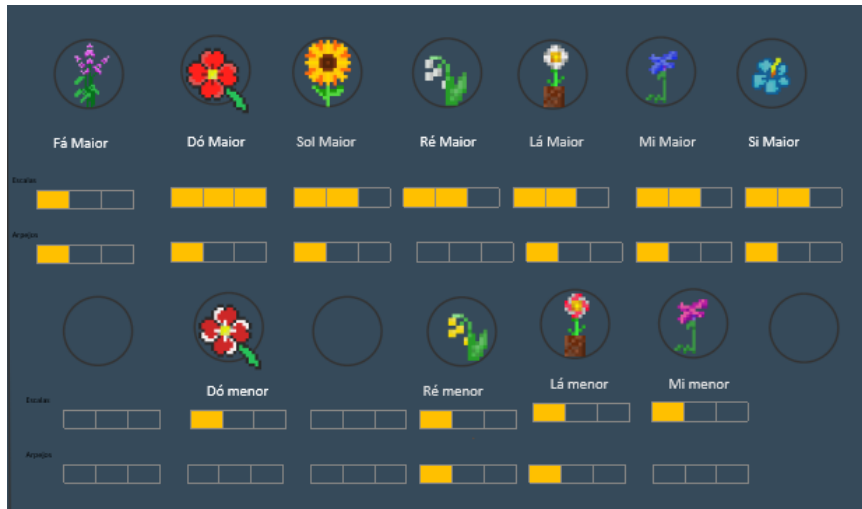 Fá Maior
Dó Maior
Sol Maior
Ré Maior
Lá Maior
Mi Maior
Si Maior
Escalas
Arpejos
Dó menor
Ré menor
Lá menor
Mi menor
Escalas
Arpejos